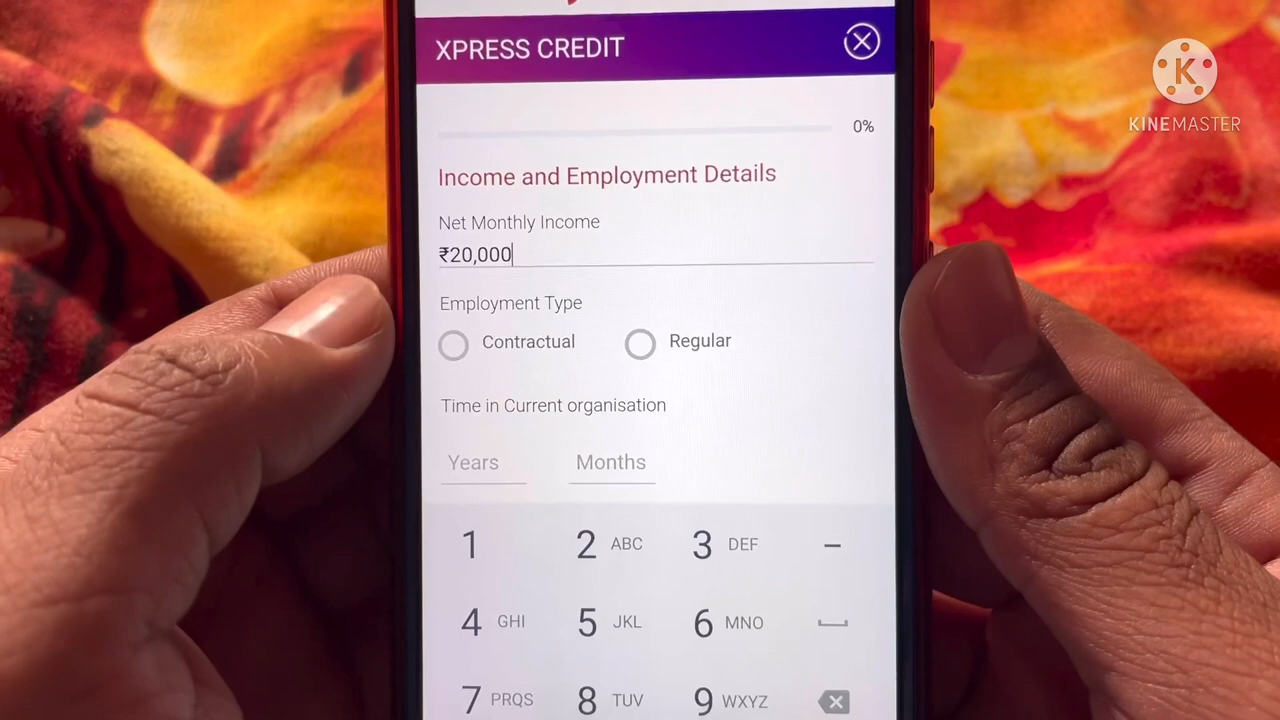 XPRESS CREDIT
0%
Income and Employment Details
Net Monthly Income
₹20,000
Employment Type
Contractual Regular
Time in Current organisation
Years Months
1 2 ABC 3 DEF –
4 GHI 5 JKL 6 MNO
7 PRQS 8 TUV 9 WXYZ
K
KINEMASTER